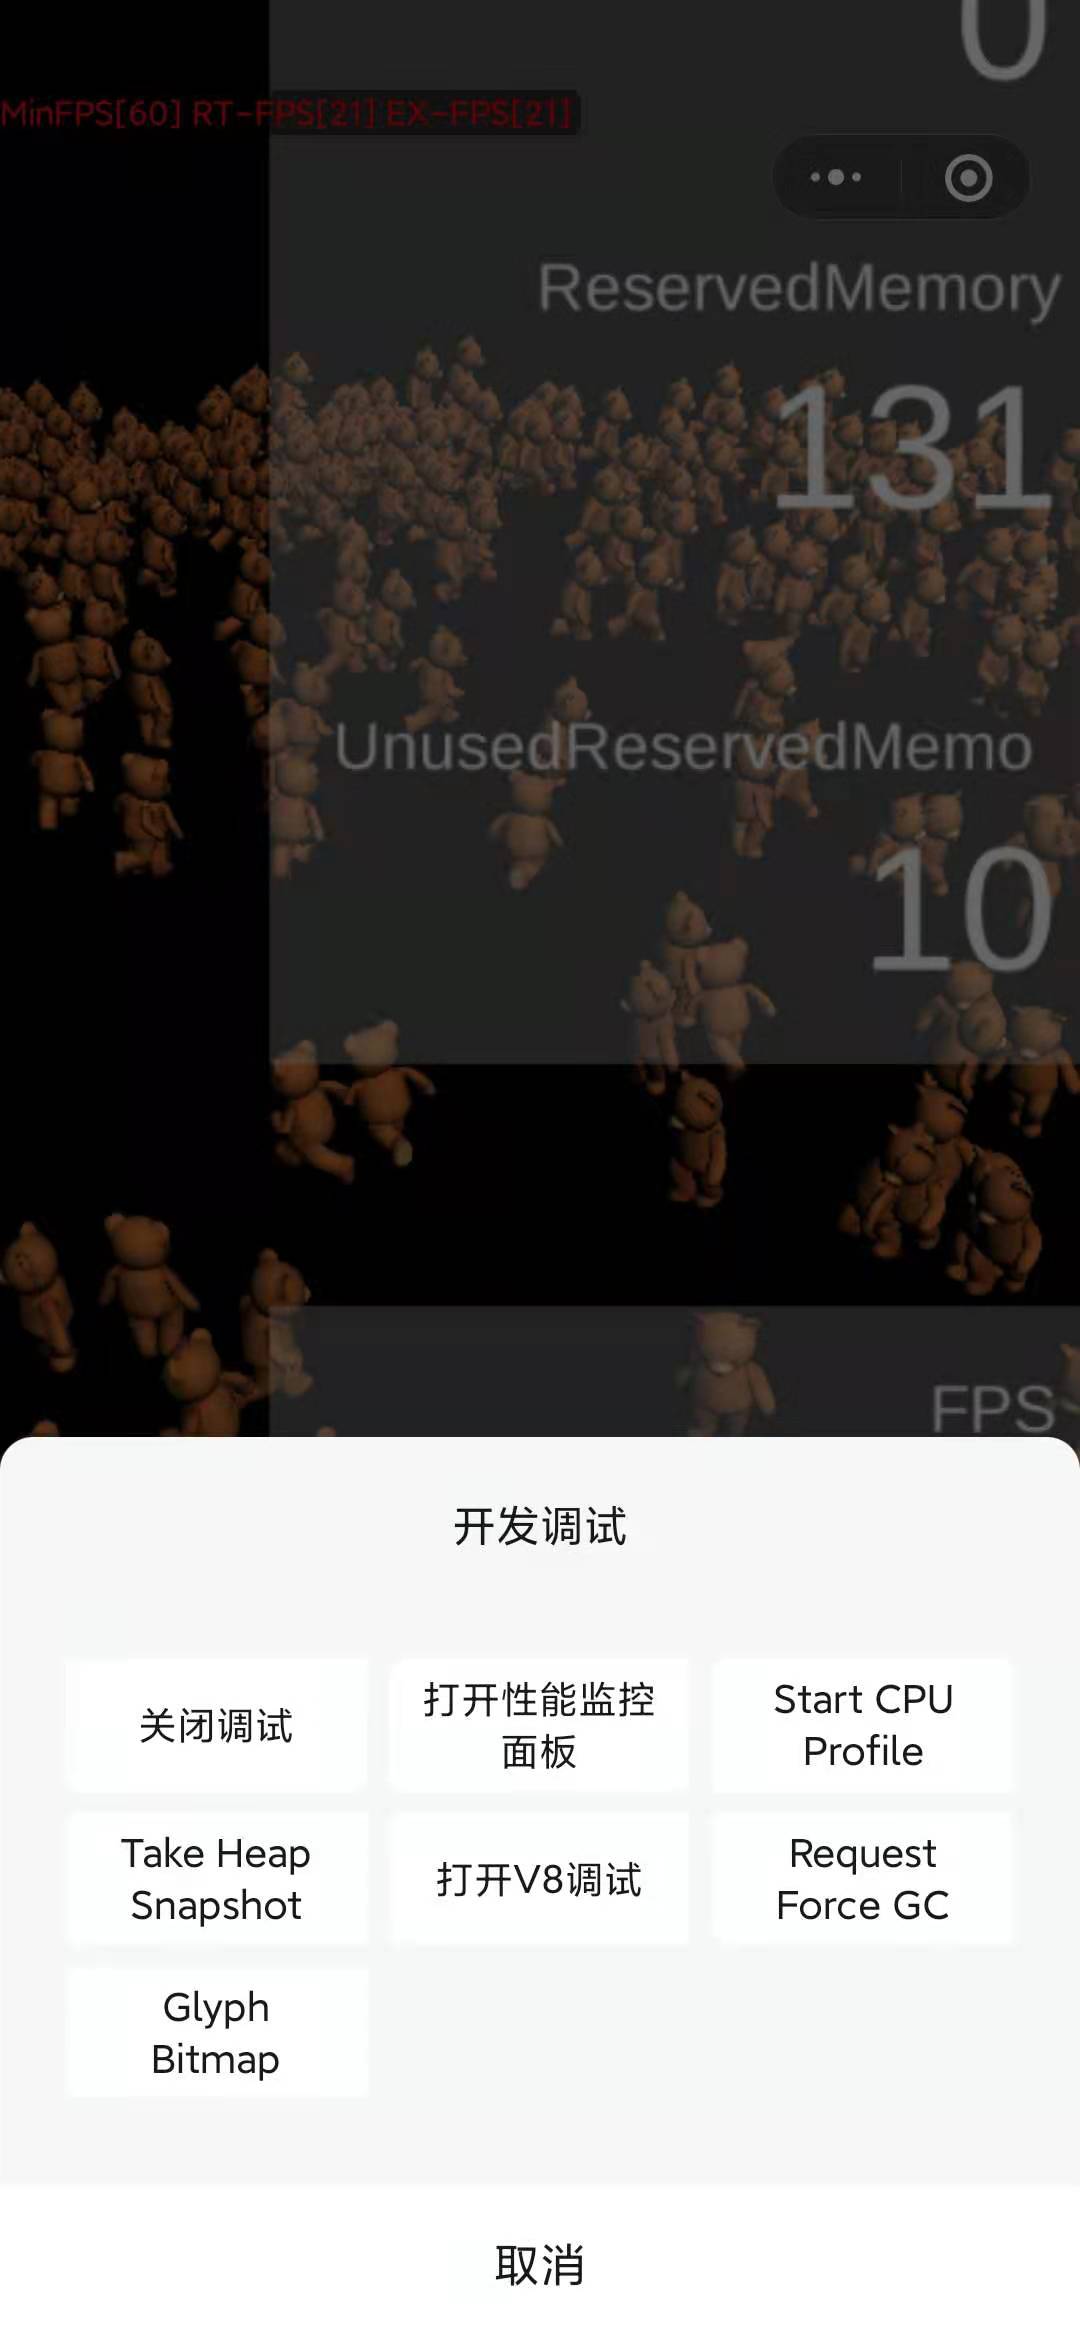 0
MinFPS[60] RT-FPS[21] EX-FPS[21]
ReservedMemory
131
UnusedReservedMemo
10
FPS
开发调试
关闭调试
打开性能监控
面板
Start CPU
Profile
Take Heap
Snapshot
打开V8调试
Request
Force GC
Glyph
Bitmap
取消